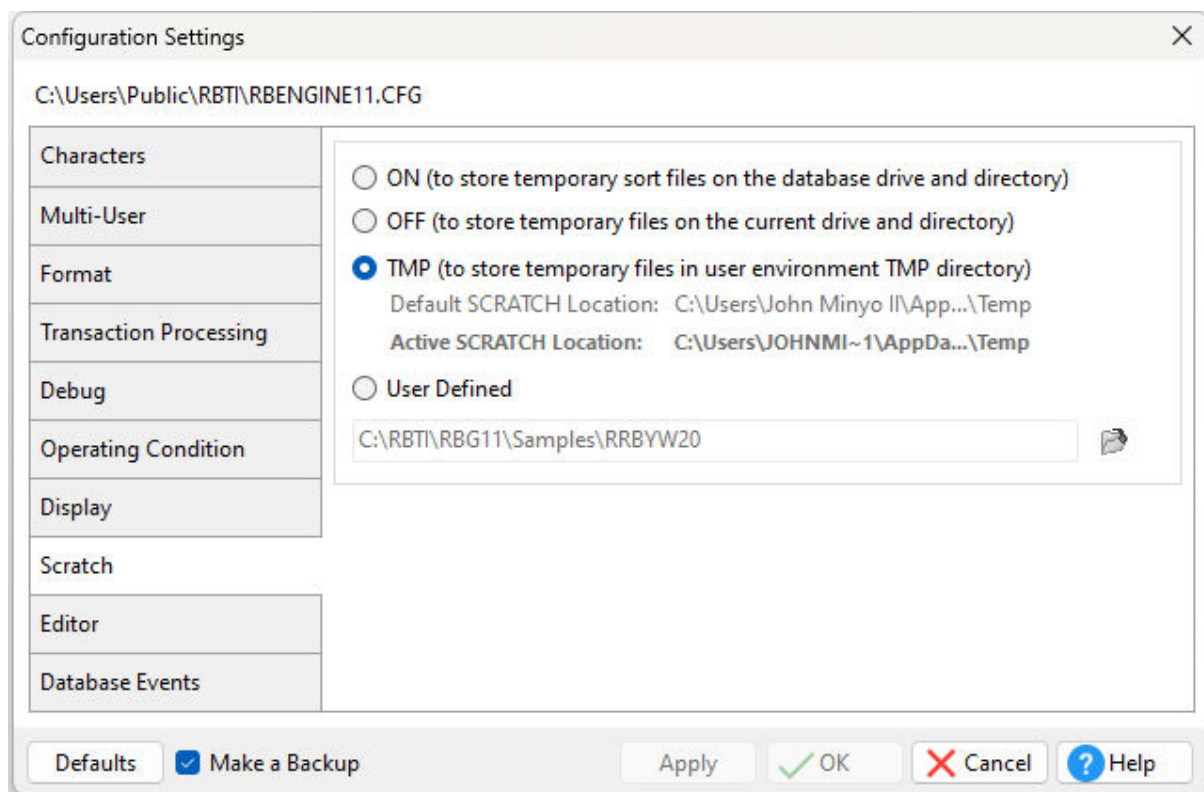 Configuration Settings
C:\Users\Public\RBTI\RBENGINE11.CFG
Characters
Multi-User
Format
Transaction Processing
Debug
Operating Condition
Display
Scratch
Editor
Database Events
ON (to store temporary sort files on the database drive and directory)
OFF (to store temporary files on the current drive and directory)
TMP (to store temporary files in user environment TMP directory)
Default SCRATCH Location: C:\Users\John Minyo II\App...\Temp
Active SCRATCH Location: C:\Users\JOHNMI~1\AppDa...\Temp
User Defined
C:\RBTI\RBG11\Samples\RRBYW20
Defaults Make a Backup Apply OK Cancel Help